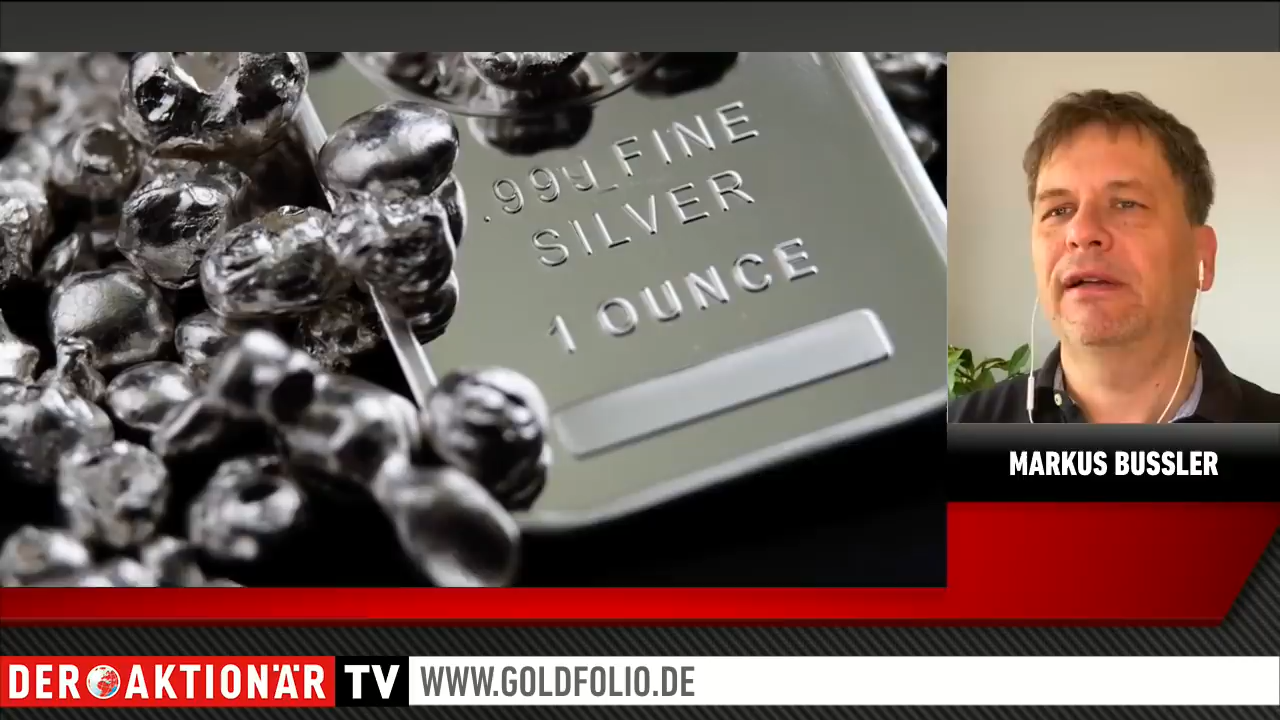 .999 FINE
SILVER
1 OUNCE
MARKUS BUSSLER
DER AKTIONÄR TV
WWW.GOLDFOLIO.DE